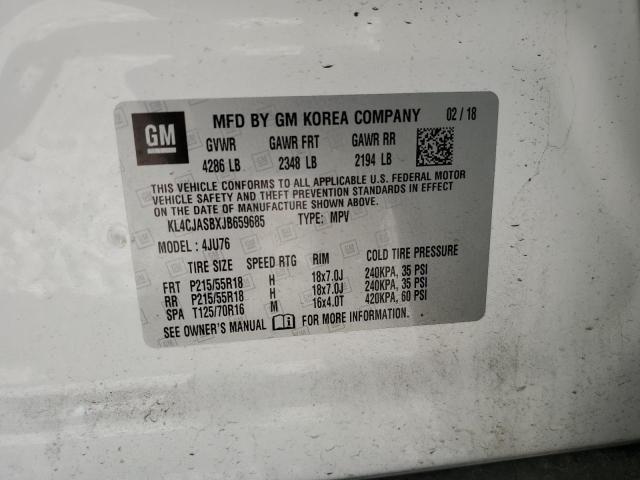 GM MFD BY GM KOREA COMPANY 02/18
GVWR GAWR FRT GAWR RR
4286 LB 2348 LB 2194 LB
THIS VEHICLE CONFORMS TO ALL APPLICABLE U.S. FEDERAL MOTOR
VEHICLE SAFETY AND THEFT PREVENTION STANDARDS IN EFFECT
ON THE DATE OF MANUFACTURE SHOWN ABOVE.
KL4CJASBXJB659685 TYPE: MPV
MODEL: 4JU76
TIRE SIZE SPEED RTG RIM COLD TIRE PRESSURE
FRT P215/55R18 H 18x7.0J 240KPA, 35 PSI
RR P215/55R18 H 18x7.0J 240KPA, 35 PSI
SPA T125/70R16 M 16x4.0T 420KPA, 60 PSI
SEE OWNER'S MANUAL FOR MORE INFORMATION.